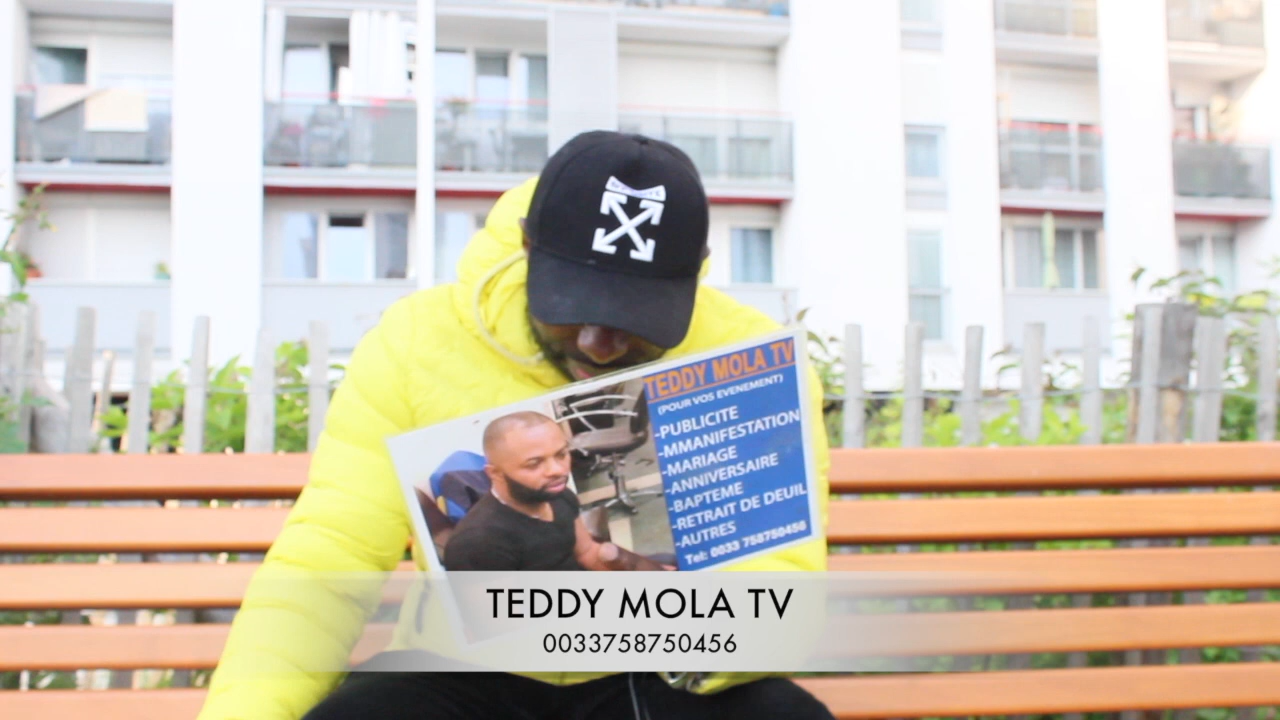 TEDDY MOLA TV
(POUR VOS EVENEMENT)
-PUBLICITE
-MMANIFESTATION
-MARIAGE
-ANNIVERSAIRE
-BAPTEME
-RETRAIT DE DEUIL
-AUTRES
Tel: 0033 758750456
TEDDY MOLA TV
0033758750456